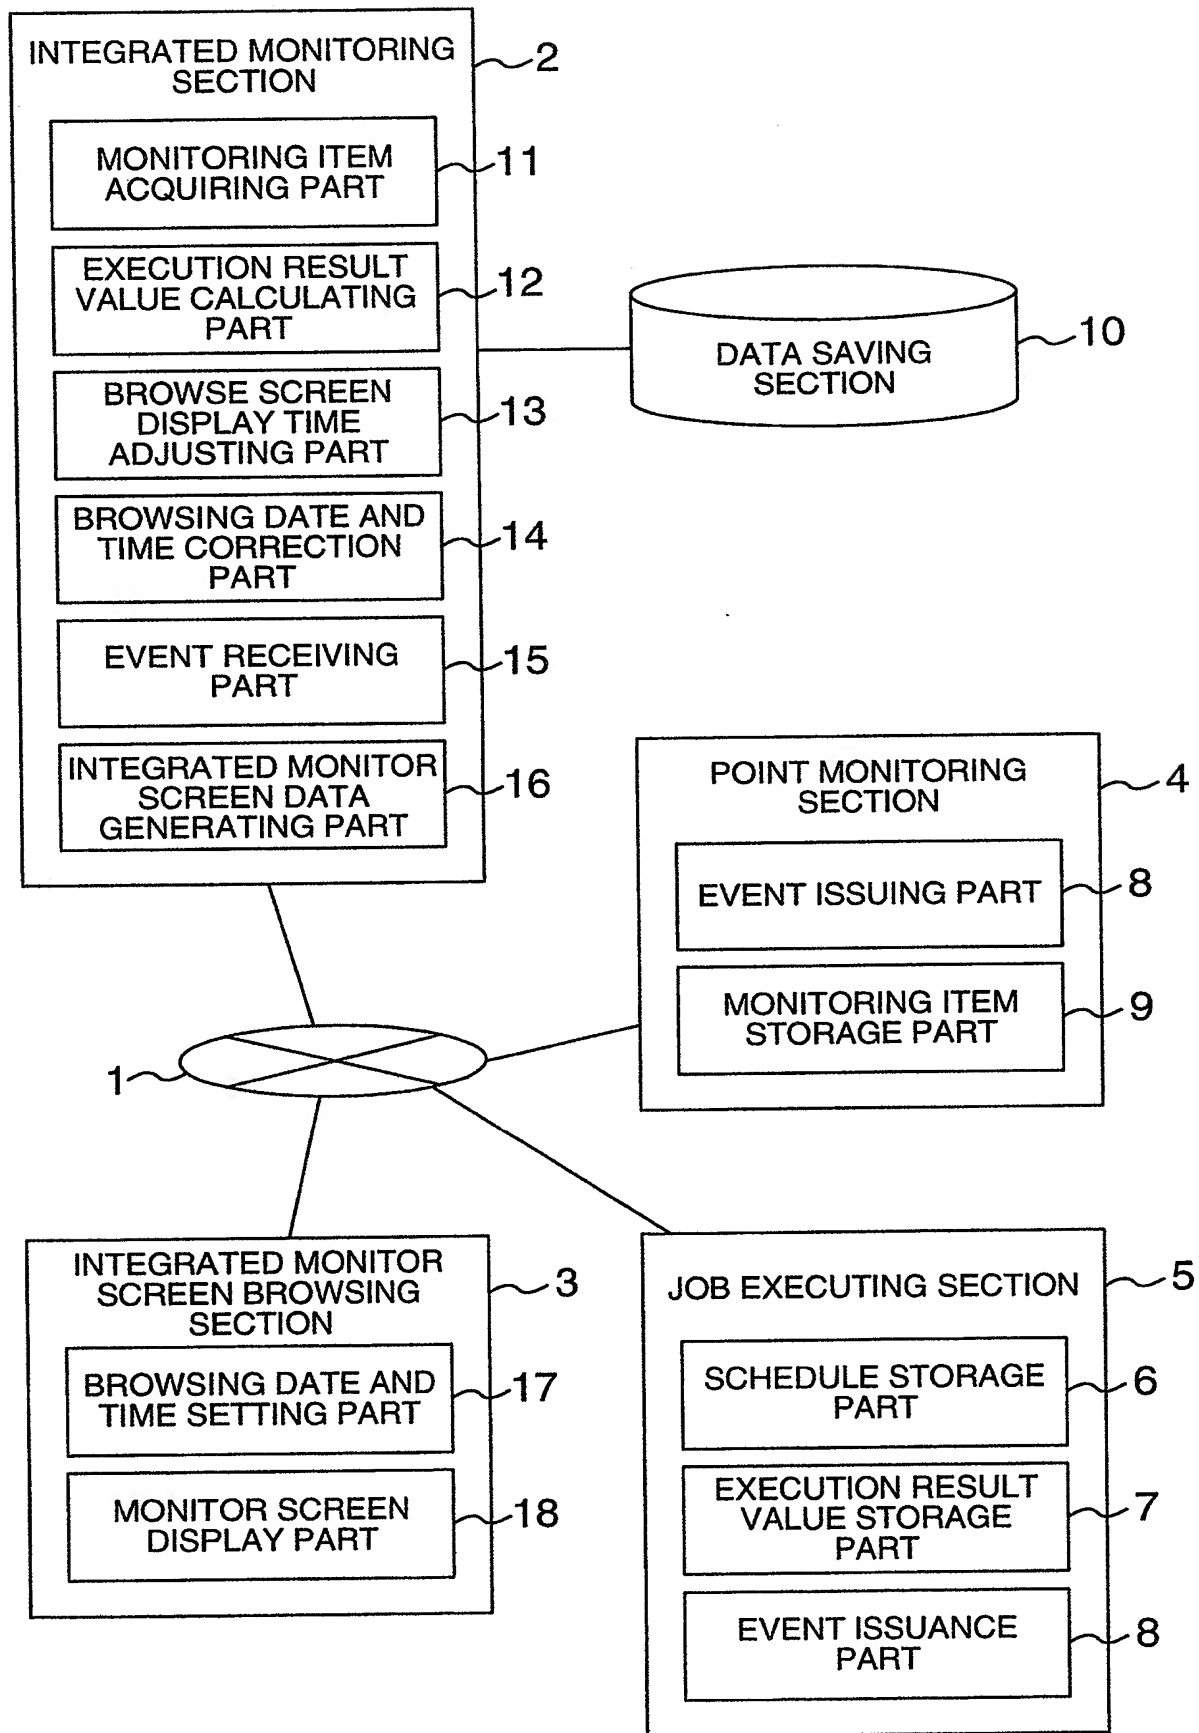 INTEGRATED MONITORING
SECTION
2
MONITORING ITEM
ACQUIRING PART
11
EXECUTION RESULT
VALUE CALCULATING
PART
12
BROWSE SCREEN
DISPLAY TIME
ADJUSTING PART
13
BROWSING DATE AND
TIME CORRECTION
PART
14
EVENT RECEIVING
PART
15
INTEGRATED MONITOR
SCREEN DATA
GENERATING PART
16
DATA SAVING
SECTION
10
POINT MONITORING
SECTION
4
EVENT ISSUING PART
8
MONITORING ITEM
STORAGE PART
9
1
INTEGRATED MONITOR
SCREEN BROWSING
SECTION
3
BROWSING DATE AND
TIME SETTING PART
17
MONITOR SCREEN
DISPLAY PART
18
JOB EXECUTING SECTION
5
SCHEDULE STORAGE
PART
6
EXECUTION RESULT
VALUE STORAGE
PART
7
EVENT ISSUANCE
PART
8